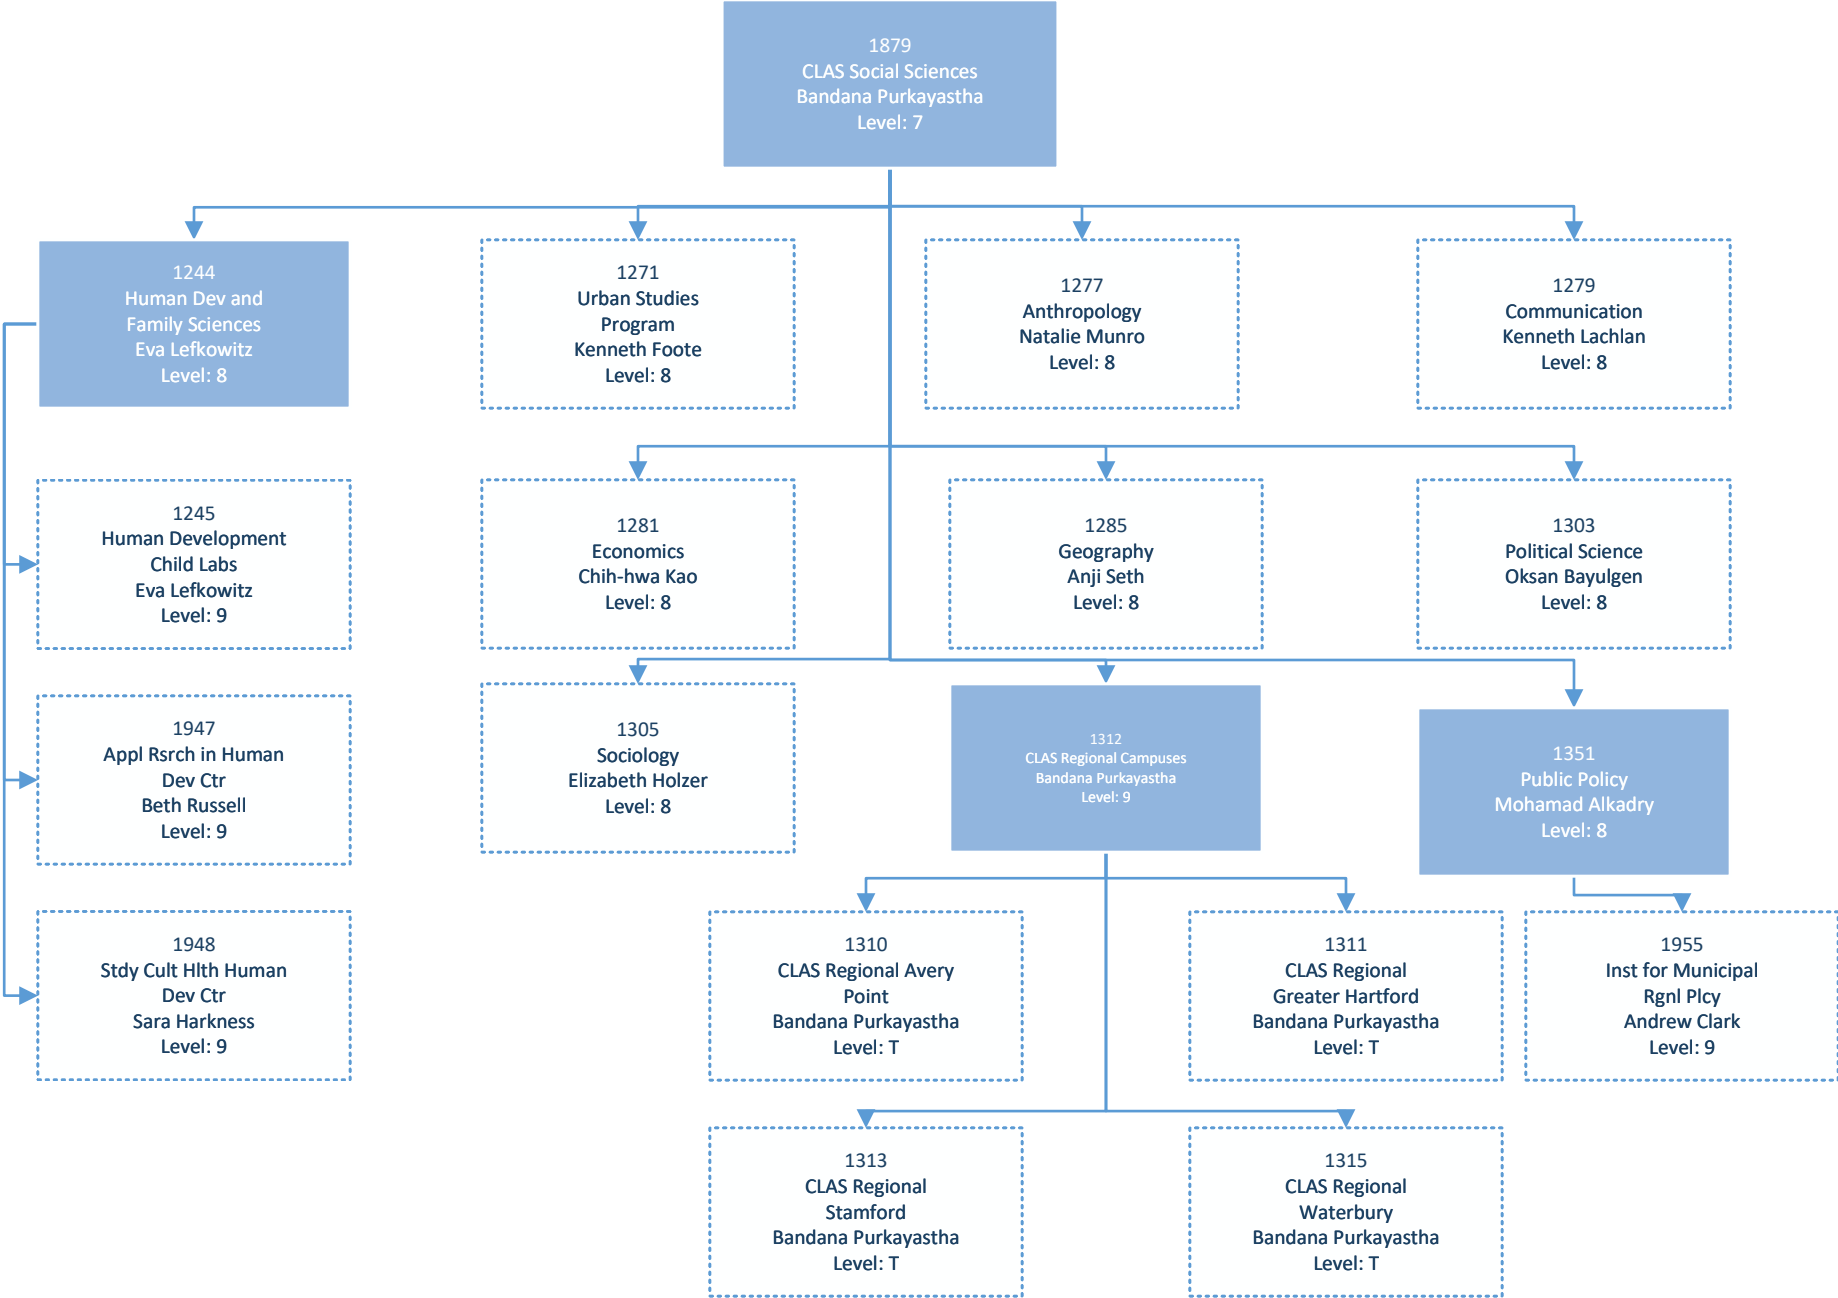 1879
CLAS Social Sciences
Bandana Purkayastha
Level: 7
1244
Human Dev and
Family Sciences
Eva Lefkowitz
Level: 8
1271
Urban Studies
Program
Kenneth Foote
Level: 8
1277
Anthropology
Natalie Munro
Level: 8
1279
Communication
Kenneth Lachlan
Level: 8
1245
Human Development
Child Labs
Eva Lefkowitz
Level: 9
1281
Economics
Chih-hwa Kao
Level: 8
1285
Geography
Anji Seth
Level: 8
1303
Political Science
Oksan Bayulgen
Level: 8
1947
Appl Rsrch in Human
Dev Ctr
Beth Russell
Level: 9
1305
Sociology
Elizabeth Holzer
Level: 8
1312
CLAS Regional Campuses
Bandana Purkayastha
Level: 9
1351
Public Policy
Mohamad Alkadry
Level: 8
1948
Stdy Cult Hlth Human
Dev Ctr
Sara Harkness
Level: 9
1310
CLAS Regional Avery
Point
Bandana Purkayastha
Level: T
1311
CLAS Regional
Greater Hartford
Bandana Purkayastha
Level: T
1955
Inst for Municipal
Rgnl Plcy
Andrew Clark
Level: 9
1313
CLAS Regional
Stamford
Bandana Purkayastha
Level: T
1315
CLAS Regional
Waterbury
Bandana Purkayastha
Level: T